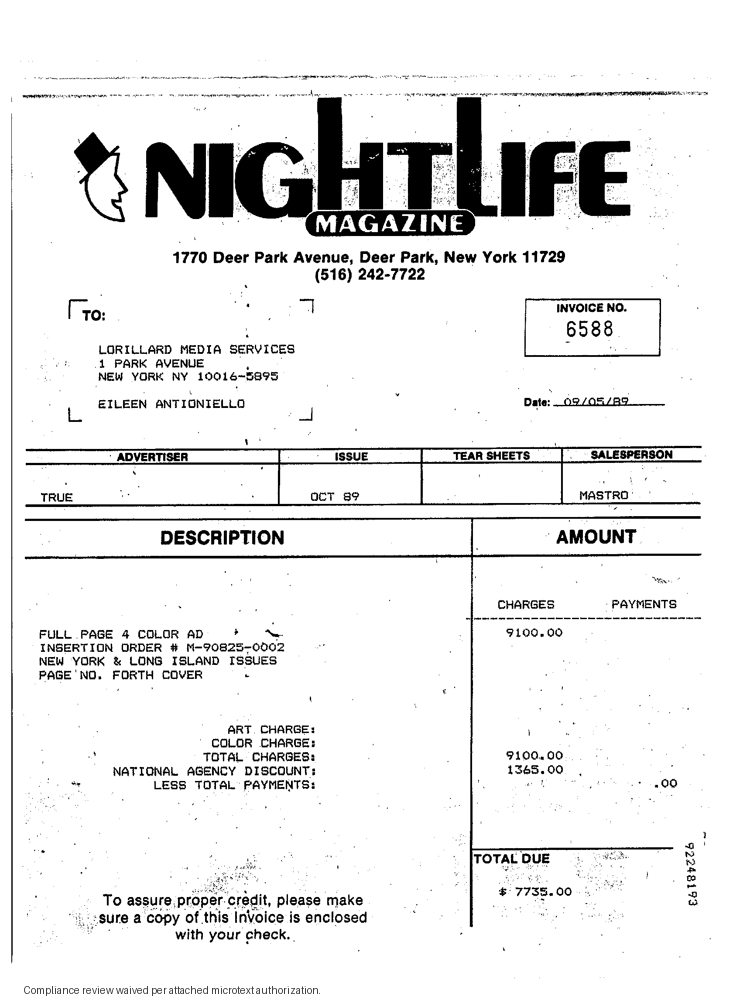 NIGHTLIFE
MAGAZINE
1770 Deer Park Avenue, Deer Park, New York 11729
(516) 242-7722
TO:
INVOICE NO.
6588
LORILLARD MEDIA SERVICES
1 PARK AVENUE
NEW YORK NY 10016-5895
EILEEN ANTIONIELLO
Date: 09/05/89
ADVERTISER ISSUE TEAR SHEETS SALESPERSON
TRUE OCT 89 MASTRO
DESCRIPTION AMOUNT
CHARGES PAYMENTS
FULL PAGE 4 COLOR AD 9100.00
INSERTION ORDER # M-90825-0002
NEW YORK & LONG ISLAND ISSUES
PAGE NO. FORTH COVER
ART CHARGE:
COLOR CHARGE:
TOTAL CHARGES: 9100.00
NATIONAL AGENCY DISCOUNT: 1365.00
LESS TOTAL PAYMENTS: .00
TOTAL DUE
$ 7735.00
92248193
To assure proper credit, please make
sure a copy of this Invoice is enclosed
with your check.
Compliance review waived per attached microtext authorization.